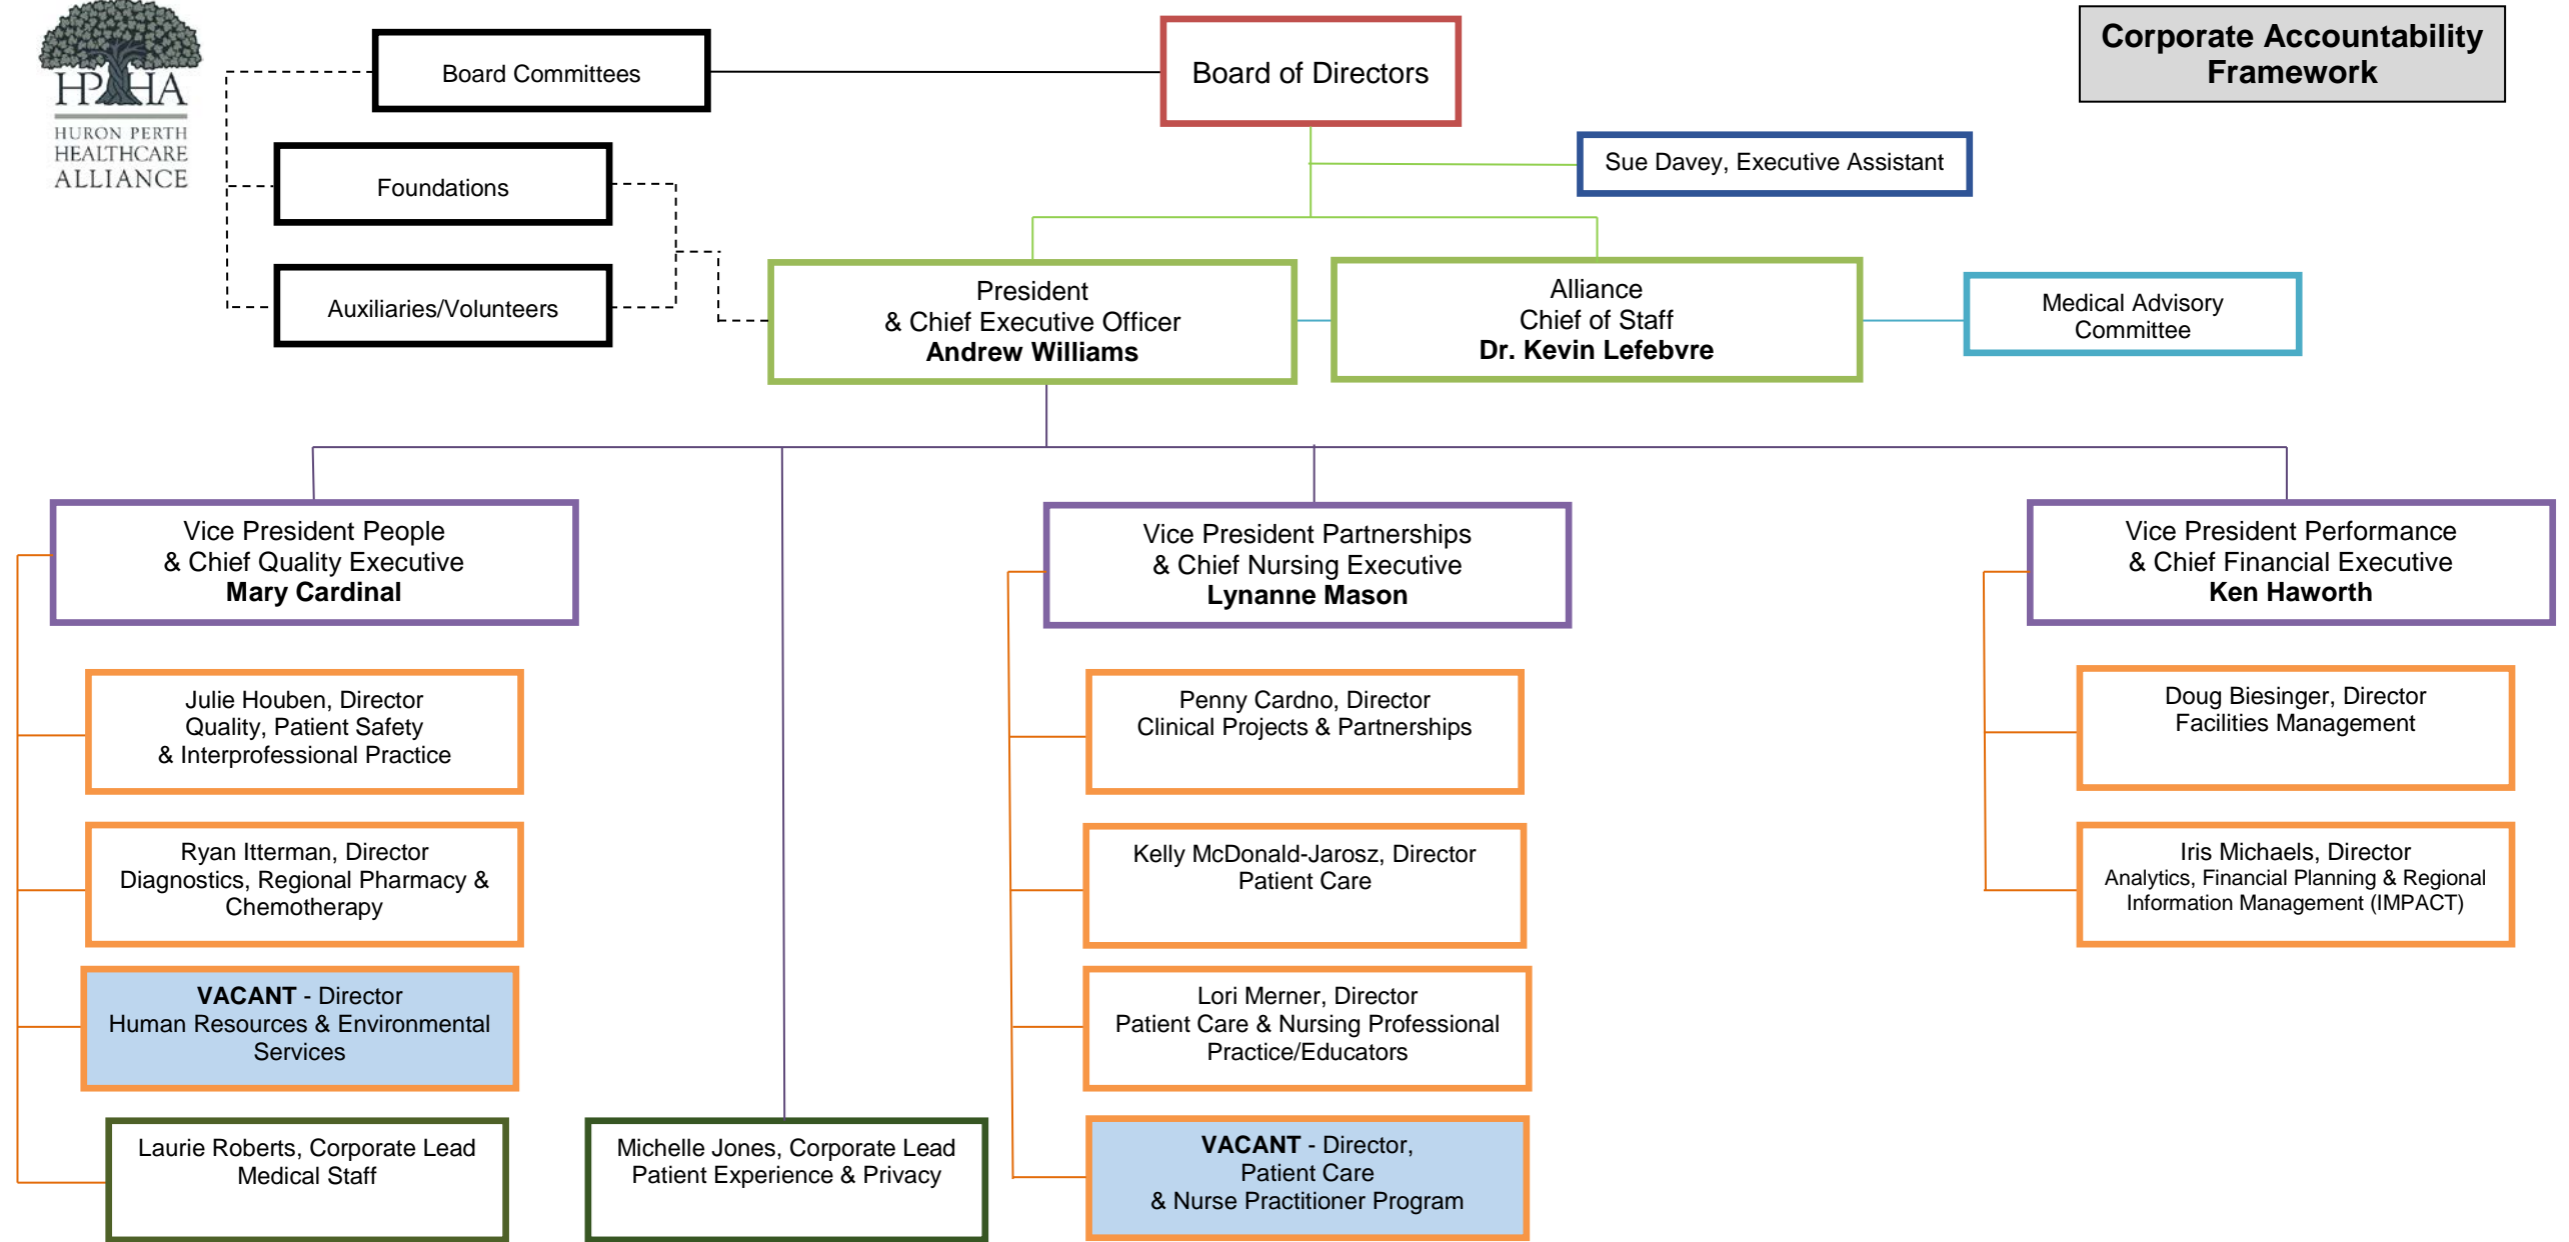 HPHA
HURON PERTH
HEALTHCARE
ALLIANCE
Board Committees
Board of Directors
Corporate Accountability
Framework
Foundations
Sue Davey, Executive Assistant
Auxiliaries/Volunteers
President
& Chief Executive Officer
Andrew Williams
Alliance
Chief of Staff
Dr. Kevin Lefebvre
Medical Advisory
Committee
Vice President People
& Chief Quality Executive
Mary Cardinal
Julie Houben, Director
Quality, Patient Safety
& Interprofessional Practice
Ryan Itterman, Director
Diagnostics, Regional Pharmacy &
Chemotherapy
VACANT - Director
Human Resources & Environmental
Services
Laurie Roberts, Corporate Lead
Medical Staff
Michelle Jones, Corporate Lead
Patient Experience & Privacy
Vice President Partnerships
& Chief Nursing Executive
Lynanne Mason
Penny Cardno, Director
Clinical Projects & Partnerships
Kelly McDonald-Jarosz, Director
Patient Care
Lori Merner, Director
Patient Care & Nursing Professional
Practice/Educators
VACANT - Director,
Patient Care
& Nurse Practitioner Program
Vice President Performance
& Chief Financial Executive
Ken Haworth
Doug Biesinger, Director
Facilities Management
Iris Michaels, Director
Analytics, Financial Planning & Regional
Information Management (IMPACT)